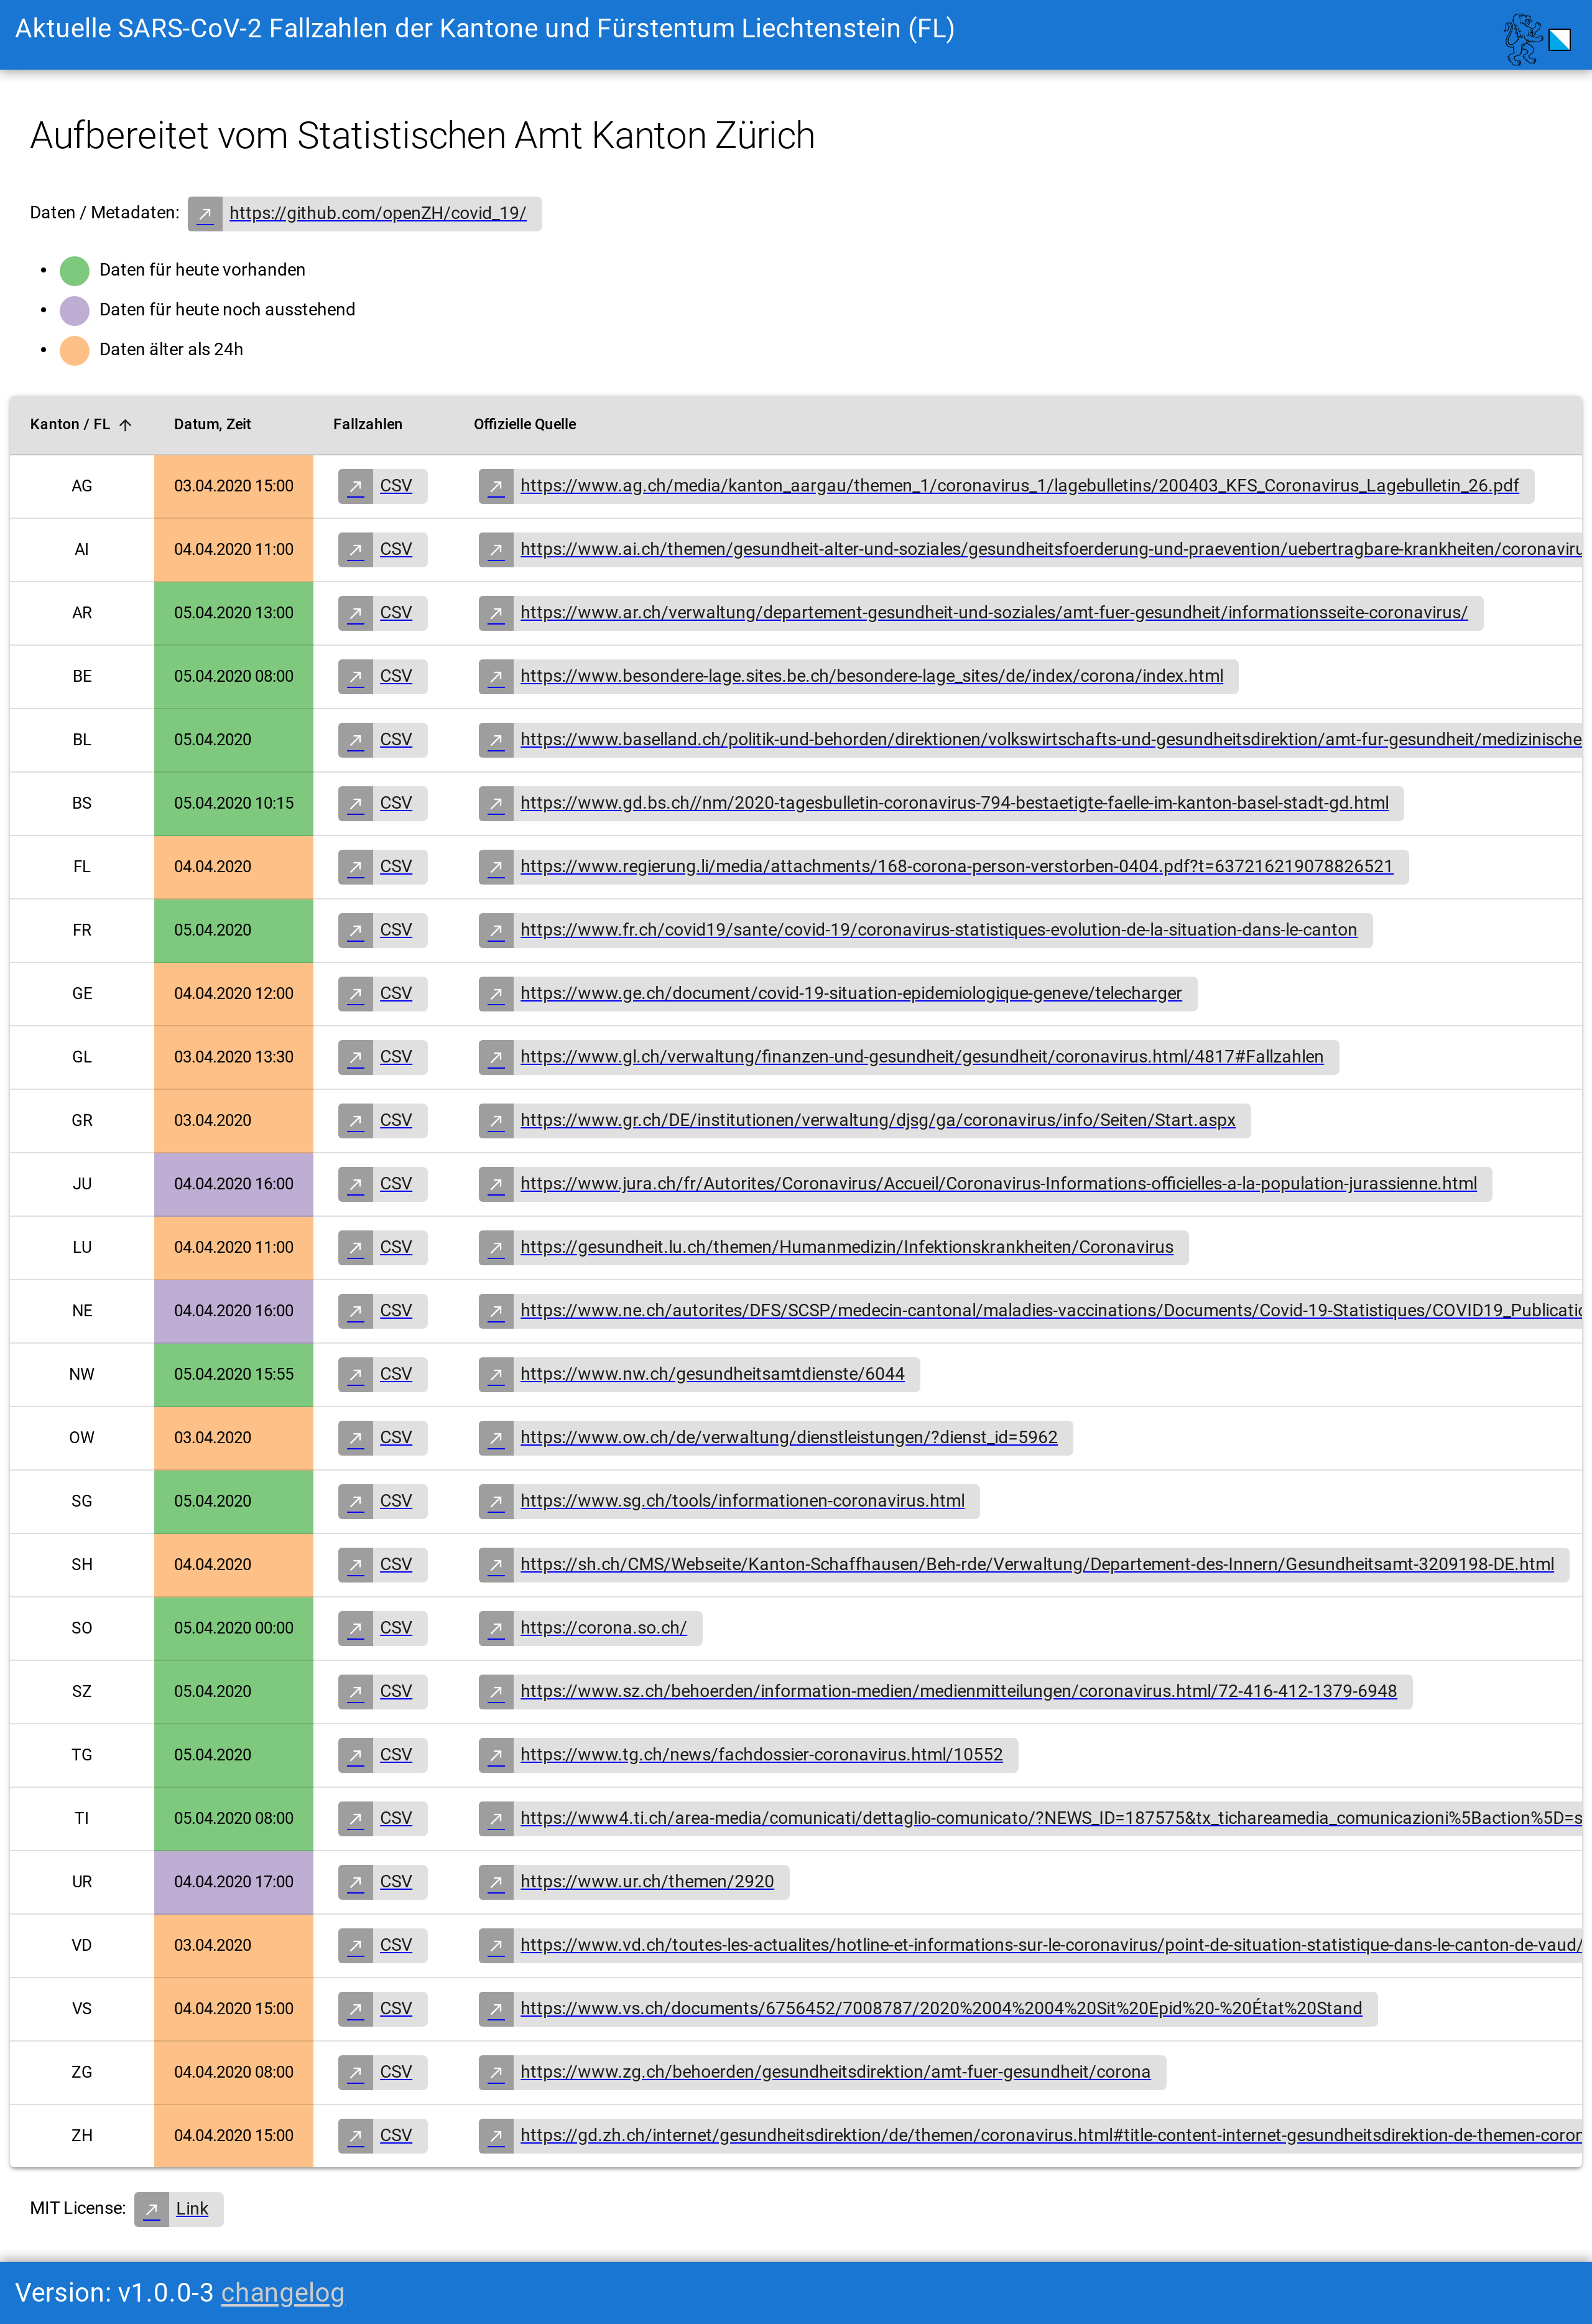 Aktuelle SARS-CoV-2 Fallzahlen der Kantone und Fürstentum Liechtenstein (FL)
Aufbereitet vom Statistischen Amt Kanton Zürich
Daten / Metadaten: https://github.com/openZH/covid_19/
Daten für heute vorhanden
Daten für heute noch ausstehend
Daten älter als 24h
Kanton / FL Datum, Zeit Fallzahlen Offizielle Quelle
AG 03.04.2020 15:00 CSV https://www.ag.ch/media/kanton_aargau/themen_1/coronavirus_1/lagebulletins/200403_KFS_Coronavirus_Lagebulletin_26.pdf
AI 04.04.2020 11:00 CSV https://www.ai.ch/themen/gesundheit-alter-und-soziales/gesundheitsfoerderung-und-praevention/uebertragbare-krankheiten/coronaviru
AR 05.04.2020 13:00 CSV https://www.ar.ch/verwaltung/departement-gesundheit-und-soziales/amt-fuer-gesundheit/informationsseite-coronavirus/
BE 05.04.2020 08:00 CSV https://www.besondere-lage.sites.be.ch/besondere-lage_sites/de/index/corona/index.html
BL 05.04.2020 CSV https://www.baselland.ch/politik-und-behorden/direktionen/volkswirtschafts-und-gesundheitsdirektion/amt-fur-gesundheit/medizinische
BS 05.04.2020 10:15 CSV https://www.gd.bs.ch//nm/2020-tagesbulletin-coronavirus-794-bestaetigte-faelle-im-kanton-basel-stadt-gd.html
FL 04.04.2020 CSV https://www.regierung.li/media/attachments/168-corona-person-verstorben-0404.pdf?t=637216219078826521
FR 05.04.2020 CSV https://www.fr.ch/covid19/sante/covid-19/coronavirus-statistiques-evolution-de-la-situation-dans-le-canton
GE 04.04.2020 12:00 CSV https://www.ge.ch/document/covid-19-situation-epidemiologique-geneve/telecharger
GL 03.04.2020 13:30 CSV https://www.gl.ch/verwaltung/finanzen-und-gesundheit/gesundheit/coronavirus.html/4817#Fallzahlen
GR 03.04.2020 CSV https://www.gr.ch/DE/institutionen/verwaltung/djsg/ga/coronavirus/info/Seiten/Start.aspx
JU 04.04.2020 16:00 CSV https://www.jura.ch/fr/Autorites/Coronavirus/Accueil/Coronavirus-Informations-officielles-a-la-population-jurassienne.html
LU 04.04.2020 11:00 CSV https://gesundheit.lu.ch/themen/Humanmedizin/Infektionskrankheiten/Coronavirus
NE 04.04.2020 16:00 CSV https://www.ne.ch/autorites/DFS/SCSP/medecin-cantonal/maladies-vaccinations/Documents/Covid-19-Statistiques/COVID19_Publicatio
NW 05.04.2020 15:55 CSV https://www.nw.ch/gesundheitsamtdienste/6044
OW 03.04.2020 CSV https://www.ow.ch/de/verwaltung/dienstleistungen/?dienst_id=5962
SG 05.04.2020 CSV https://www.sg.ch/tools/informationen-coronavirus.html
SH 04.04.2020 CSV https://sh.ch/CMS/Webseite/Kanton-Schaffhausen/Beh-rde/Verwaltung/Departement-des-Innern/Gesundheitsamt-3209198-DE.html
SO 05.04.2020 00:00 CSV https://corona.so.ch/
SZ 05.04.2020 CSV https://www.sz.ch/behoerden/information-medien/medienmitteilungen/coronavirus.html/72-416-412-1379-6948
TG 05.04.2020 CSV https://www.tg.ch/news/fachdossier-coronavirus.html/10552
TI 05.04.2020 08:00 CSV https://www4.ti.ch/area-media/comunicati/dettaglio-comunicato/?NEWS_ID=187575&tx_tichareamedia_comunicazioni%5Baction%5D=s
UR 04.04.2020 17:00 CSV https://www.ur.ch/themen/2920
VD 03.04.2020 CSV https://www.vd.ch/toutes-les-actualites/hotline-et-informations-sur-le-coronavirus/point-de-situation-statistique-dans-le-canton-de-vaud/
VS 04.04.2020 15:00 CSV https://www.vs.ch/documents/6756452/7008787/2020%2004%2004%20Sit%20Epid%20-%20État%20Stand
ZG 04.04.2020 08:00 CSV https://www.zg.ch/behoerden/gesundheitsdirektion/amt-fuer-gesundheit/corona
ZH 04.04.2020 15:00 CSV https://gd.zh.ch/internet/gesundheitsdirektion/de/themen/coronavirus.html#title-content-internet-gesundheitsdirektion-de-themen-coron
MIT License: Link
Version: v1.0.0-3 changelog